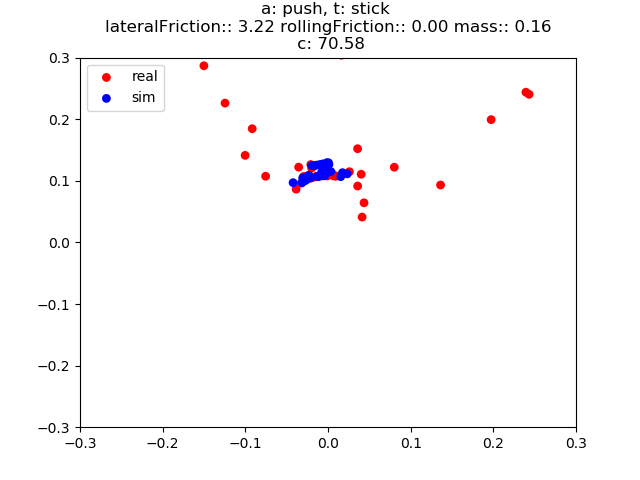 a: push, t: stick
lateralFriction:: 3.22 rollingFriction:: 0.00 mass:: 0.16
c: 70.58
real
sim
0.3
0.2
0.1
0.0
−0.1
−0.2
−0.3
−0.3 −0.2 −0.1 0.0 0.1 0.2 0.3